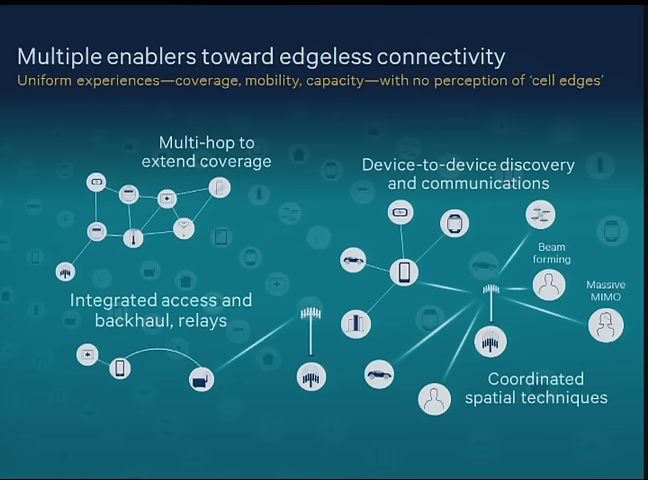 Multiple enablers toward edgeless connectivity
Uniform experiences—coverage, mobility, capacity—with no perception of ‘cell edges’
Multi-hop to
extend coverage
Device-to-device discovery
and communications
Beam
forming
Massive
MIMO
Integrated access and
backhaul, relays
Coordinated
spatial techniques